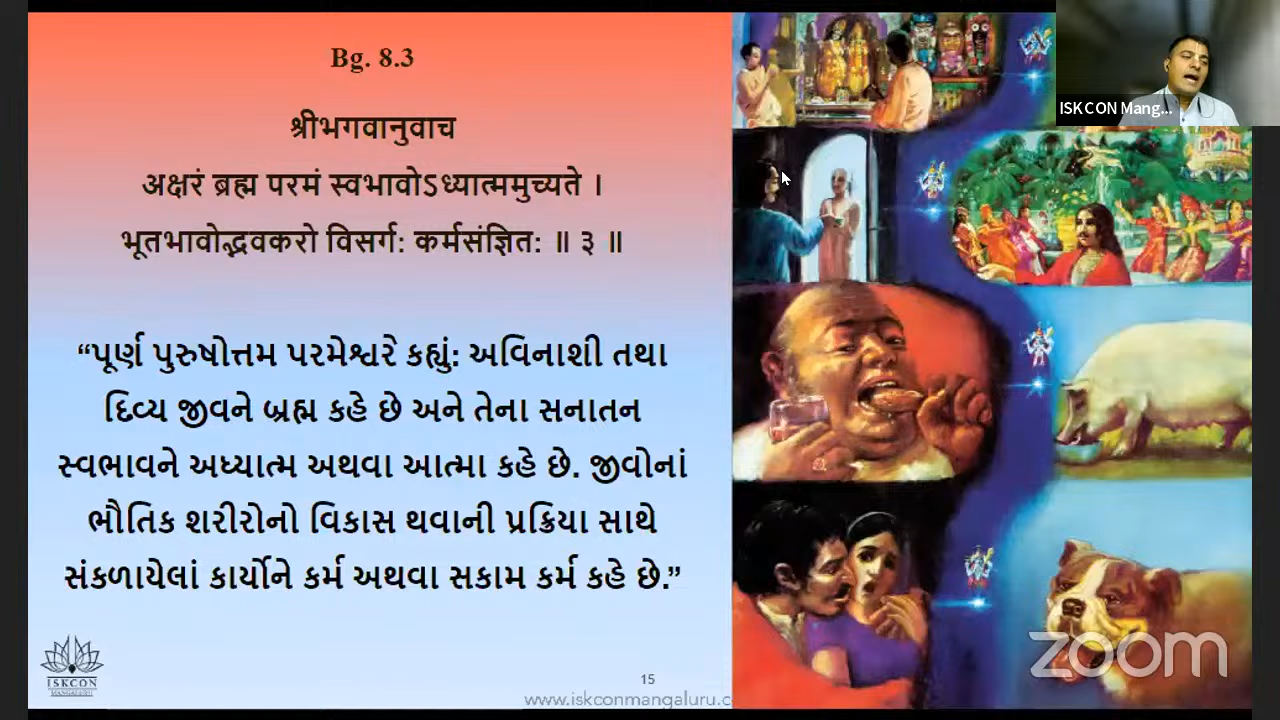 Bg. 8.3
श्रीभगवानुवाच
अक्षरं ब्रह्म परमं स्वभावोऽध्यात्ममुच्यते ।
भूतभावोद्भवकरो विसर्ग: कर्मसंज्ञित: ॥ ३ ॥
“પૂર્ણ પુરુષોત્તમ પરમેશ્વરે કહ્યું: અવિનાશી તથા
દિવ્ય જીવને બ્રહ્મ કહે છે અને તેના સનાતન
સ્વભાવને અધ્યાત્મ અથવા આત્મા કહે છે. જીવોનાં
ભૌતિક શરીરોનો વિકાસ થવાની પ્રક્રિયા સાથે
સંકળાયેલાં કાર્યોને કર્મ અથવા સકામ કર્મ કહે છે.”
ISKCON Mang...
zoom
ISKCON
MANGALURU
15
www.iskconmangaluru.c